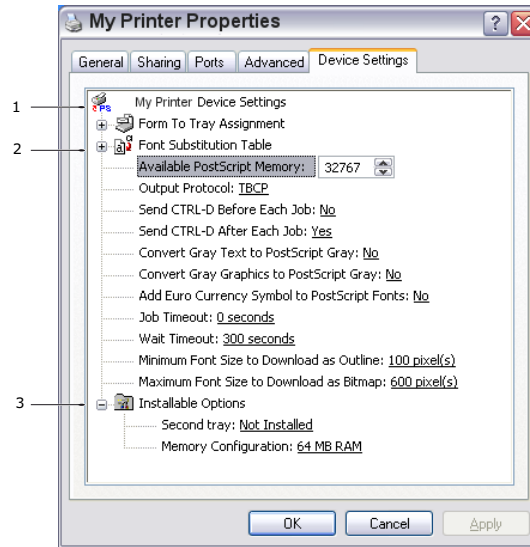 My Printer Properties
General Sharing Ports Advanced Device Settings
1
My Printer Device Settings
Form To Tray Assignment
2
Font Substitution Table
Available PostScript Memory: 32767
Output Protocol: TBCP
Send CTRL-D Before Each Job: No
Send CTRL-D After Each Job: Yes
Convert Gray Text to PostScript Gray: No
Convert Gray Graphics to PostScript Gray: No
Add Euro Currency Symbol to PostScript Fonts: No
Job Timeout: 0 seconds
Wait Timeout: 300 seconds
Minimum Font Size to Download as Outline: 100 pixel(s)
Maximum Font Size to Download as Bitmap: 600 pixel(s)
3
Installable Options
Second tray: Not Installed
Memory Configuration: 64 MB RAM
OK Cancel Apply